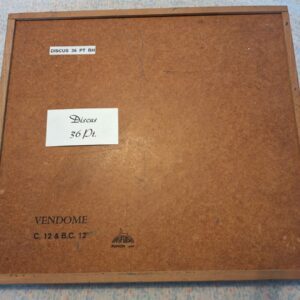 DISCUS 36 PT BH
Discus
36 Pt.
VENDOME
C. 12 & B.C. 12